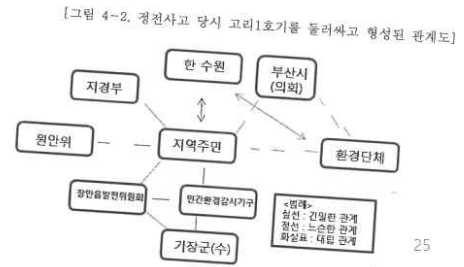 [그림 4-2. 정전사고 당시 고리1호기를 둘러싸고 형성된 관계도]
한 수원
부산시
(의회)
지경부
원안위
지역주민
환경단체
장안읍발전위원회
민간환경감시기구
기장군(수)
<범례>
실선 : 긴밀한 관계
점선 : 느슨한 관계
화살표 : 대립 관계
25